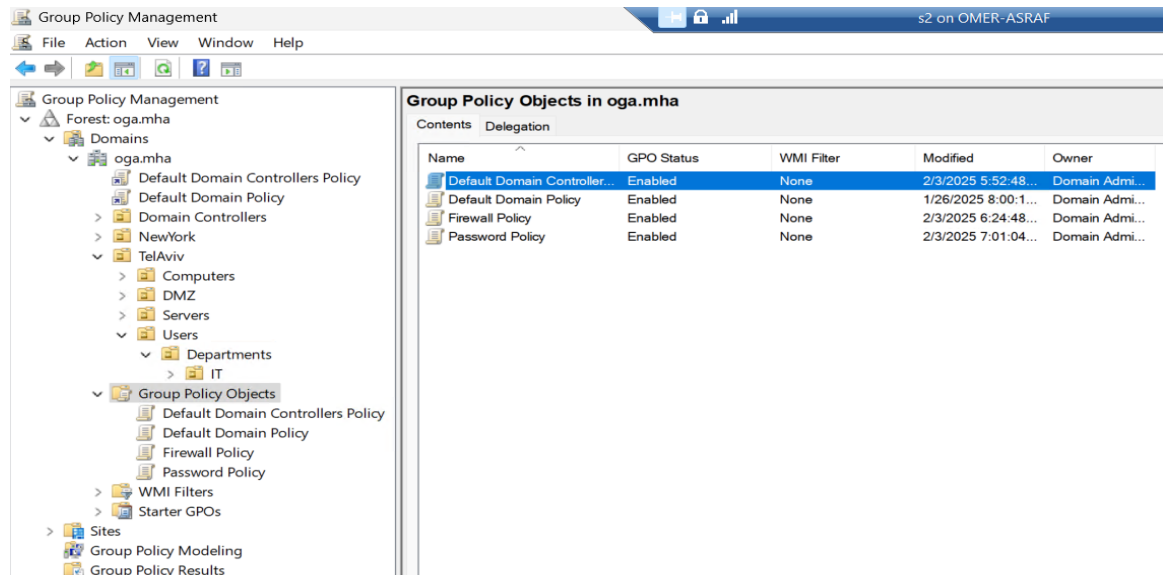 Group Policy Management
s2 on OMER-ASRAF
File Action View Window Help
Group Policy Management
Forest: oga.mha
Domains
oga.mha
Default Domain Controllers Policy
Default Domain Policy
Domain Controllers
NewYork
TelAviv
Computers
DMZ
Servers
Users
Departments
IT
Group Policy Objects
Default Domain Controllers Policy
Default Domain Policy
Firewall Policy
Password Policy
WMI Filters
Starter GPOs
Sites
Group Policy Modeling
Group Policy Results
Group Policy Objects in oga.mha
Contents Delegation
Name GPO Status WMI Filter Modified Owner
Default Domain Controller... Enabled None 2/3/2025 5:52:48... Domain Admi...
Default Domain Policy Enabled None 1/26/2025 8:00:1... Domain Admi...
Firewall Policy Enabled None 2/3/2025 6:24:48... Domain Admi...
Password Policy Enabled None 2/3/2025 7:01:04... Domain Admi...